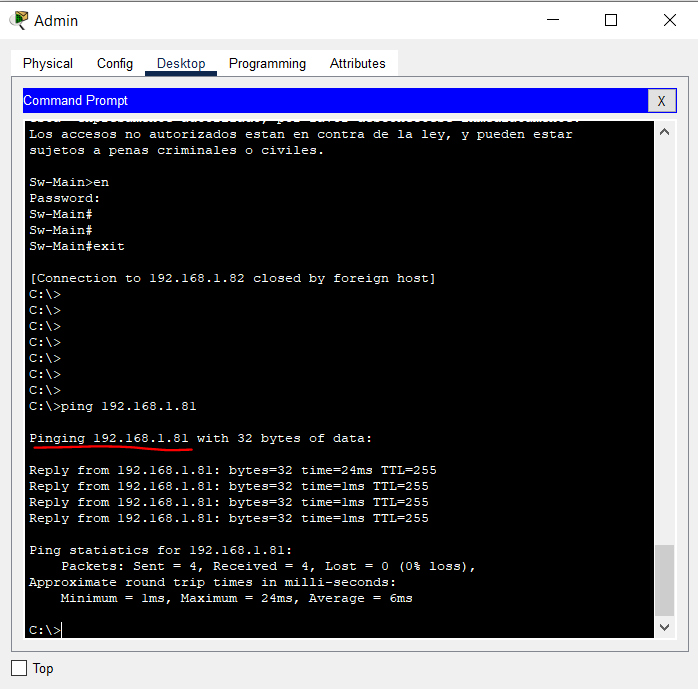 Admin
Physical Config Desktop Programming Attributes
Command Prompt
X
Los accesos no autorizados estan en contra de la ley, y pueden estar
sujetos a penas criminales o civiles.
Sw-Main>en
Password:
Sw-Main#
Sw-Main#
Sw-Main#exit
[Connection to 192.168.1.82 closed by foreign host]
C:\>
C:\>
C:\>
C:\>
C:\>
C:\>
C:\>
C:\>ping 192.168.1.81
Pinging 192.168.1.81 with 32 bytes of data:
Reply from 192.168.1.81: bytes=32 time=24ms TTL=255
Reply from 192.168.1.81: bytes=32 time=1ms TTL=255
Reply from 192.168.1.81: bytes=32 time=1ms TTL=255
Reply from 192.168.1.81: bytes=32 time=1ms TTL=255
Ping statistics for 192.168.1.81:
Packets: Sent = 4, Received = 4, Lost = 0 (0% loss),
Approximate round trip times in milli-seconds:
Minimum = 1ms, Maximum = 24ms, Average = 6ms
C:\>
Top